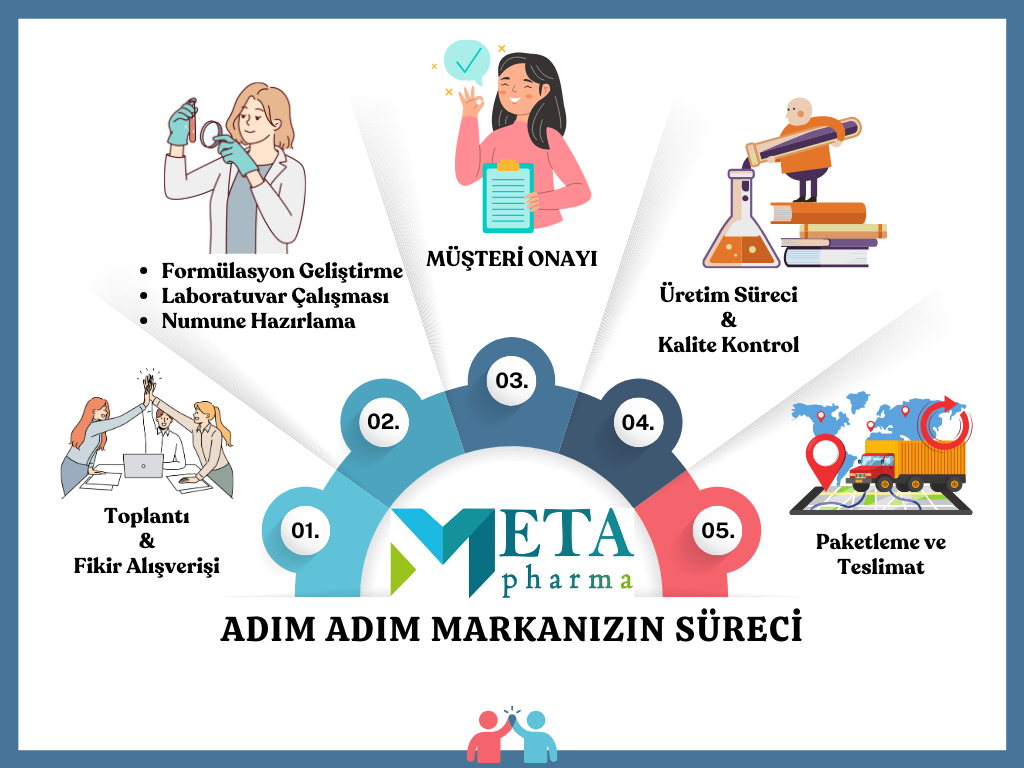 01.
Toplantı
&
Fikir Alışverişi
02.
• Formülasyon Geliştirme
• Laboratuvar Çalışması
• Numune Hazırlama
03.
MÜŞTERİ ONAYI
04.
Üretim Süreci
&
Kalite Kontrol
05.
Paketleme ve
Teslimat
META
pharma
ADIM ADIM MARKANIZIN SÜRECİ